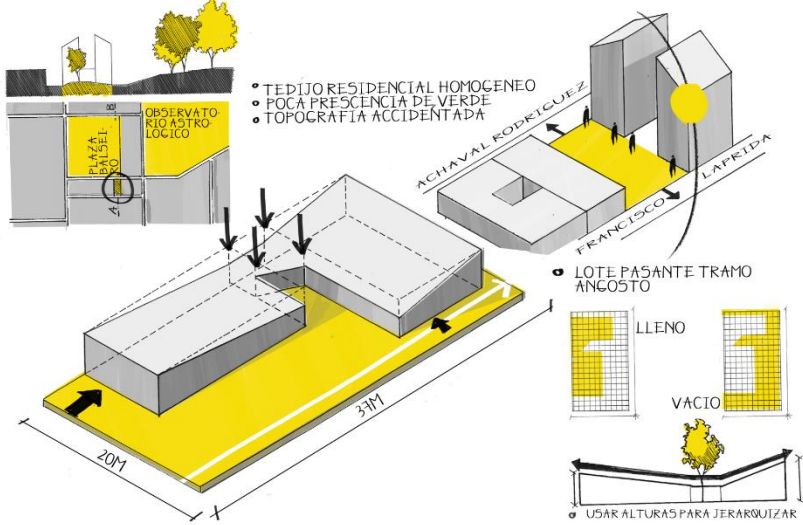 TEDIJO RESIDENCIAL HOMOGENEO
POCA PRESCENCIA DE VERDE
TOPOGRAFIA ACCIDENTADA
OBSERVATO-
RIO ASTRO-
LOGICO
PLAZA
BALSEI-
RO
A
B
ACHAVAL RODRIGUEZ
FRANCISCO LAPRIDA
LOTE PASANTE TRAMO
ANGOSTO
LLENO
VACIO
20M
37M
USAR ALTURAS PARA JERARQUIZAR